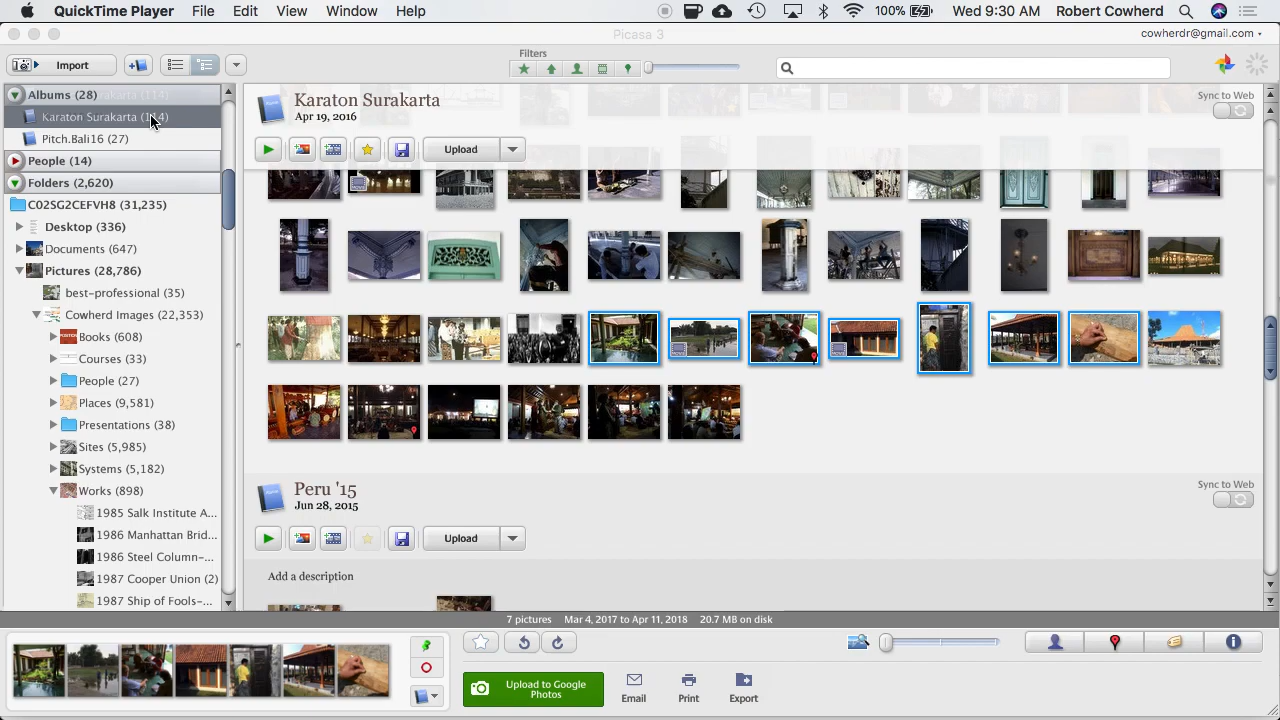 QuickTime Player File Edit View Window Help 100% Wed 9:30 AM Robert Cowherd
Picasa 3
cowherdr@gmail.com
Import
Filters
Albums (28)
Karaton Surakarta (114)
Pitch.Bali16 (27)
People (14)
Folders (2,620)
C02SG2CEFVH8 (31,235)
Desktop (336)
Documents (647)
Pictures (28,786)
best-professional (35)
Cowherd Images (22,353)
Books (608)
Courses (33)
People (27)
Places (9,581)
Presentations (38)
Sites (5,985)
Systems (5,182)
Works (898)
1985 Salk Institute A...
1986 Manhattan Brid...
1986 Steel Column-...
1987 Cooper Union (2)
1987 Ship of Fools-...
Karaton Surakarta
Apr 19, 2016
Sync to Web
Upload
Peru '15
Jun 28, 2015
Sync to Web
Upload
Add a description
7 pictures Mar 4, 2017 to Apr 11, 2018 20.7 MB on disk
Upload to Google
Photos
Email
Print
Export